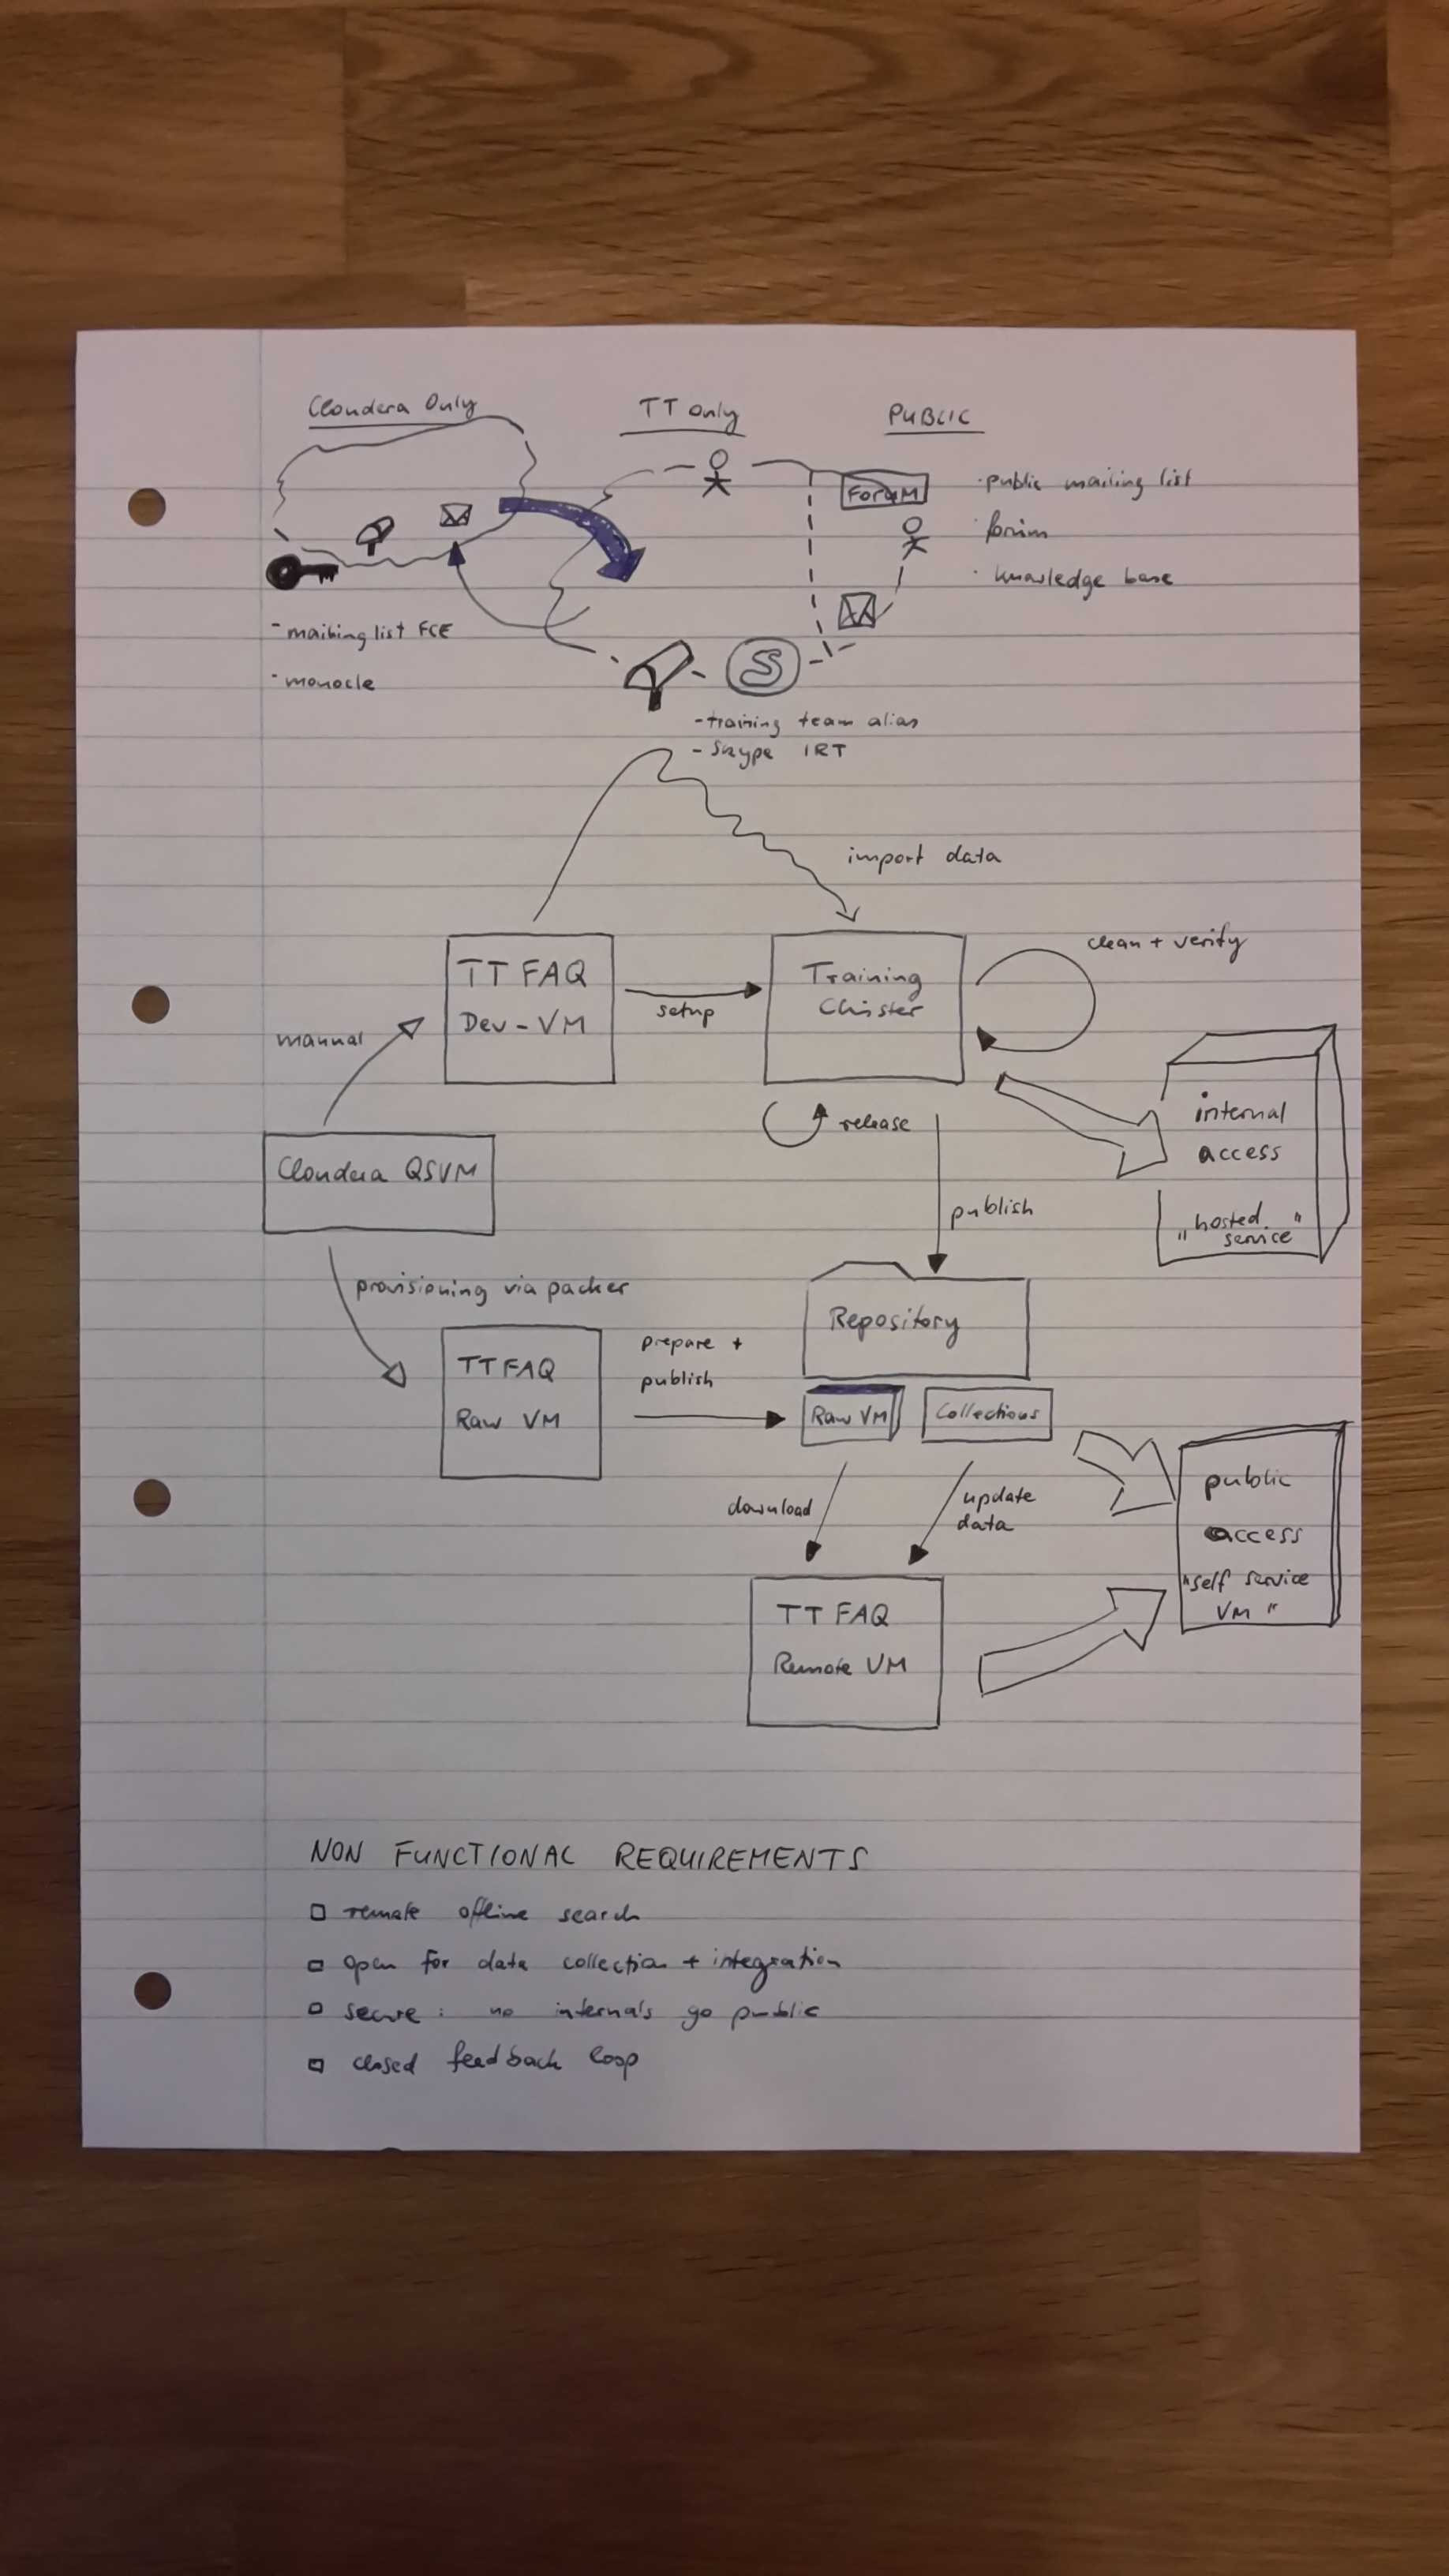 Cloudera Only
TT Only
PUBLIC
FORUM
· public mailing list
· forum
· knowledge base
- mailing list FCE
· monocle
S
- training team alias
- Skype IRT
import data
TT FAQ
Dev-VM
setup
Training
Cluster
clean + verify
manual
release
internal
access
"hosted
service"
Cloudera QSVM
publish
provisioning via packer
Repository
TT FAQ
Raw VM
prepare +
publish
Raw VM
Collections
download
update
data
public
access
"self service
VM"
TT FAQ
Remote VM
NON FUNCTIONAL REQUIREMENTS
remote offline search
open for data collection + integration
secure: no internals go public
closed feedback loop